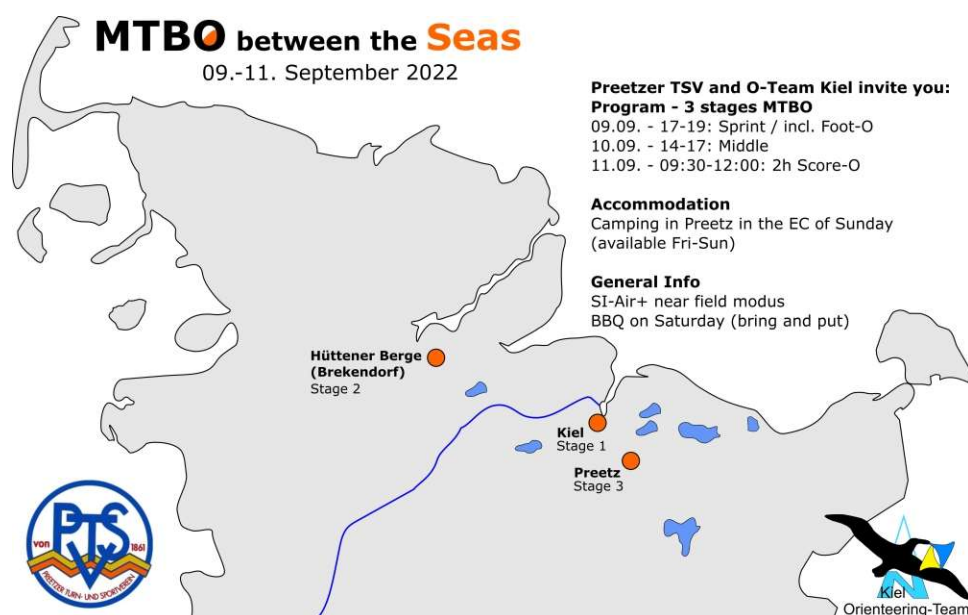 MTBO between the Seas
09.-11. September 2022
Preetzer TSV and O-Team Kiel invite you:
Program - 3 stages MTBO
09.09. - 17-19: Sprint / incl. Foot-O
10.09. - 14-17: Middle
11.09. - 09:30-12:00: 2h Score-O
Accommodation
Camping in Preetz in the EC of Sunday
(available Fri-Sun)
General Info
SI-Air+ near field modus
BBQ on Saturday (bring and put)
Hüttener Berge
(Brekendorf)
Stage 2
Kiel
Stage 1
Preetz
Stage 3
PTSV
von 1861
PREETZER TURN- UND SPORTVEREIN
Kiel
Orienteering-Team